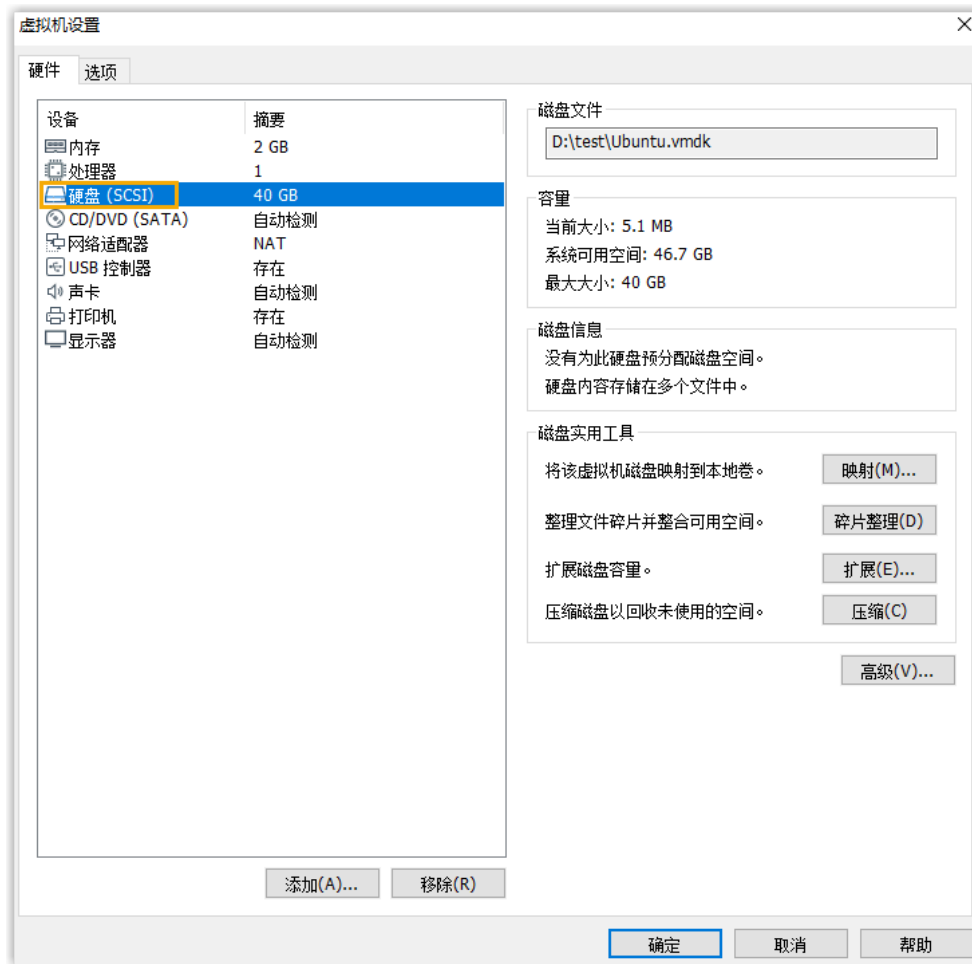 虚拟机设置
硬件 选项
设备 摘要
内存 2 GB
处理器 1
硬盘 (SCSI) 40 GB
CD/DVD (SATA) 自动检测
网络适配器 NAT
USB 控制器 存在
声卡 自动检测
打印机 存在
显示器 自动检测
添加(A)... 移除(R)
磁盘文件
D:\test\Ubuntu.vmdk
容量
当前大小: 5.1 MB
系统可用空间: 46.7 GB
最大大小: 40 GB
磁盘信息
没有为此硬盘预分配磁盘空间。
硬盘内容存储在多个文件中。
磁盘实用工具
将该虚拟机磁盘映射到本地卷。 映射(M)...
整理文件碎片并整合可用空间。 碎片整理(D)
扩展磁盘容量。 扩展(E)...
压缩磁盘以回收未使用的空间。 压缩(C)
高级(V)...
确定 取消 帮助